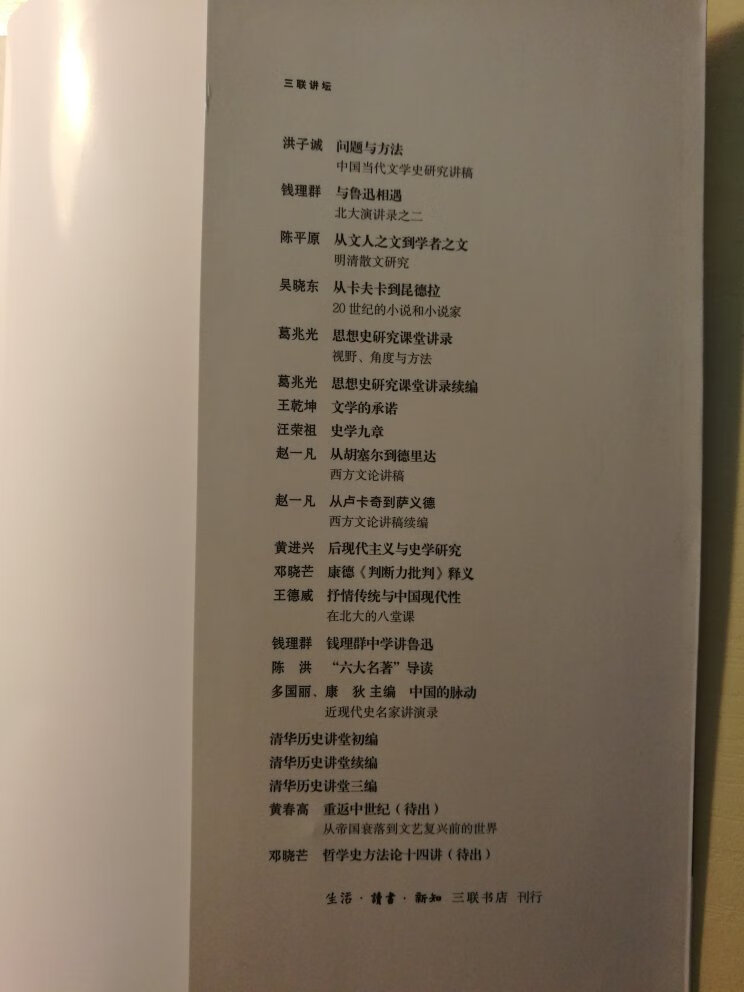 三联讲坛
洪子诚 问题与方法
中国当代文学史研究讲稿
钱理群 与鲁迅相遇
北大演讲录之二
陈平原 从文人之文到学者之文
明清散文研究
吴晓东 从卡夫卡到昆德拉
20世纪的小说和小说家
葛兆光 思想史研究课堂讲录
视野、角度与方法
葛兆光 思想史研究课堂讲录续编
王乾坤 文学的承诺
汪荣祖 史学九章
赵一凡 从胡塞尔到德里达
西方文论讲稿
赵一凡 从卢卡奇到萨义德
西方文论讲稿续编
黄进兴 后现代主义与史学研究
邓晓芒 康德《判断力批判》释义
王德威 抒情传统与中国现代性
在北大的八堂课
钱理群 钱理群中学讲鲁迅
陈 洪 “六大名著”导读
多国丽、康 狄 主编 中国的脉动
近现代史名家讲演录
清华历史讲堂初编
清华历史讲堂续编
清华历史讲堂三编
黄春高 重返中世纪（待出）
从帝国衰落到文艺复兴前的世界
邓晓芒 哲学史方法论十四讲（待出）
生活·讀書·新知 三联书店 刊行